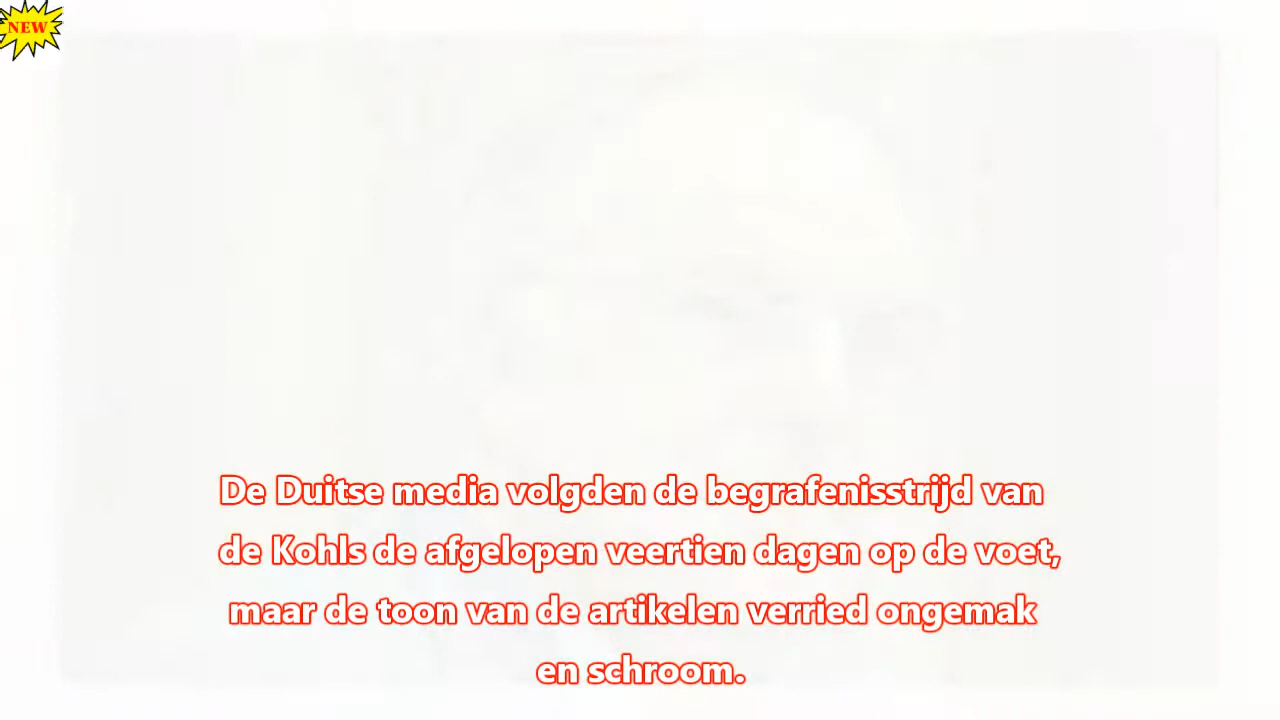 NEW
De Duitse media volgden de begrafenisstrijd van
de Kohls de afgelopen veertien dagen op de voet,
maar de toon van de artikelen verried ongemak
en schroom.